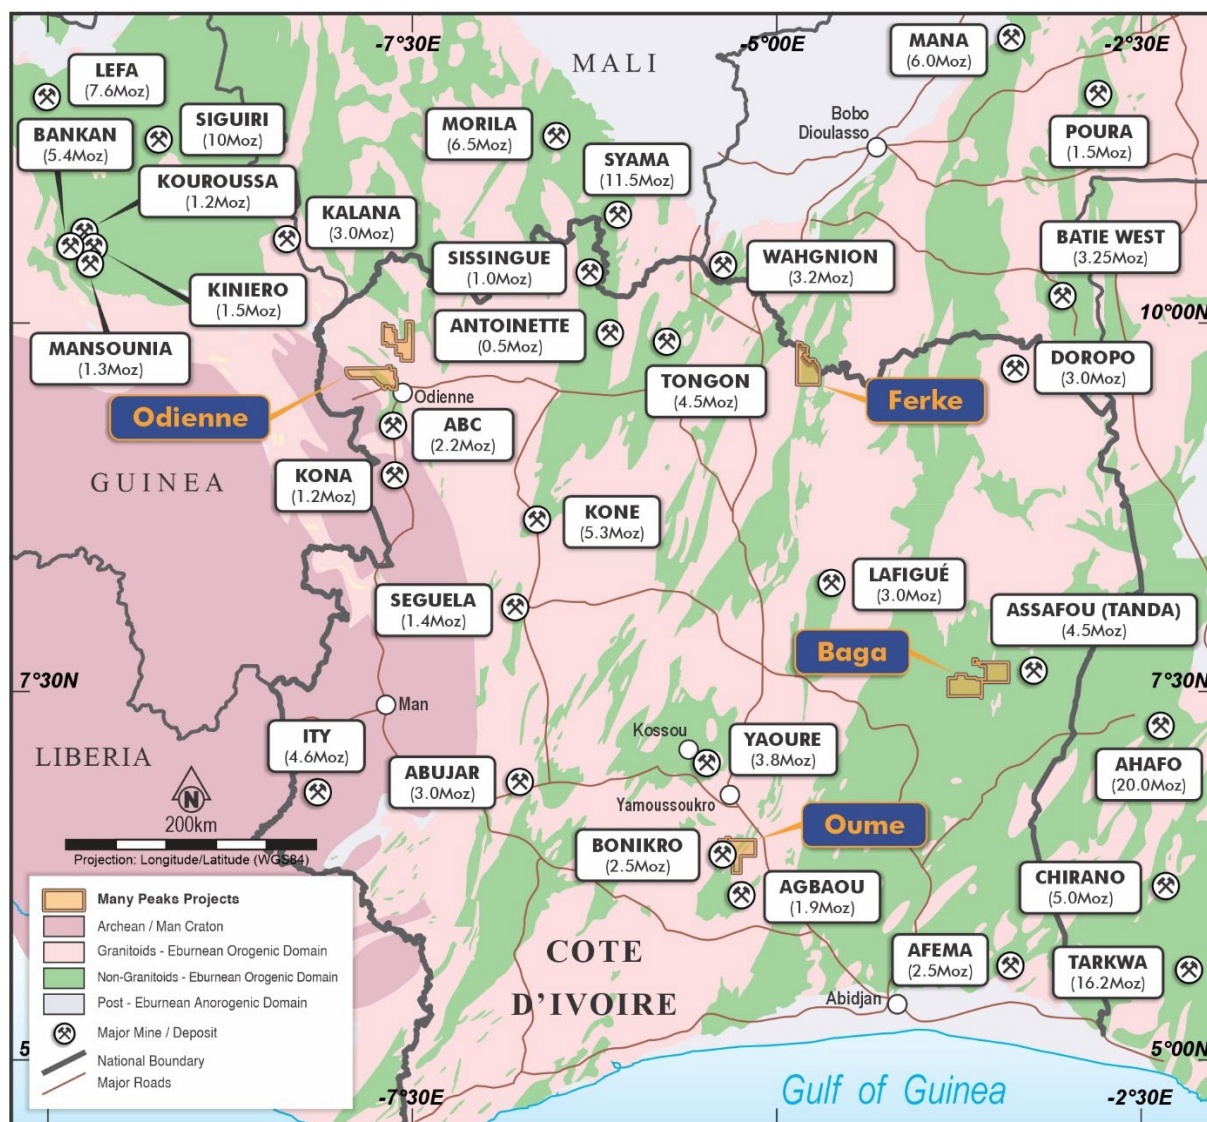 -7°30E
-5°00E
-2°30E
MALI
MANA
(6.0Moz)
LEFA
(7.6Moz)
SIGUIRI
(10Moz)
BANKAN
(5.4Moz)
MORILA
(6.5Moz)
Bobo
Dioulasso
POURA
(1.5Moz)
SYAMA
(11.5Moz)
KOUROUSSA
(1.2Moz)
KALANA
(3.0Moz)
SISSINGUE
(1.0Moz)
WAHGNION
(3.2Moz)
BATIE WEST
(3.25Moz)
KINIERO
(1.5Moz)
10°00N
ANTOINETTE
(0.5Moz)
MANSOUNIA
(1.3Moz)
TONGON
(4.5Moz)
DOROPO
(3.0Moz)
Odienne
Odienne
Ferke
ABC
(2.2Moz)
GUINEA
KONA
(1.2Moz)
KONE
(5.3Moz)
LAFIGUÉ
(3.0Moz)
SEGUELA
(1.4Moz)
ASSAFOU (TANDA)
(4.5Moz)
Baga
7°30N
7°30N
Man
ITY
(4.6Moz)
Kossou
YAOURE
(3.8Moz)
LIBERIA
AHAFO
(20.0Moz)
ABUJAR
(3.0Moz)
Yamoussoukro
N
200km
Projection: Longitude/Latitude (WGS84)
Oume
BONIKRO
(2.5Moz)
AGBAOU
(1.9Moz)
CHIRANO
(5.0Moz)
COTE
D'IVOIRE
AFEMA
(2.5Moz)
TARKWA
(16.2Moz)
Abidjan
Many Peaks Projects
Archean / Man Craton
Granitoids - Eburnean Orogenic Domain
Non-Granitoids - Eburnean Orogenic Domain
Post - Eburnean Anorogenic Domain
Major Mine / Deposit
National Boundary
Major Roads
5
5°00N
Gulf of Guinea
-7°30E
-2°30E